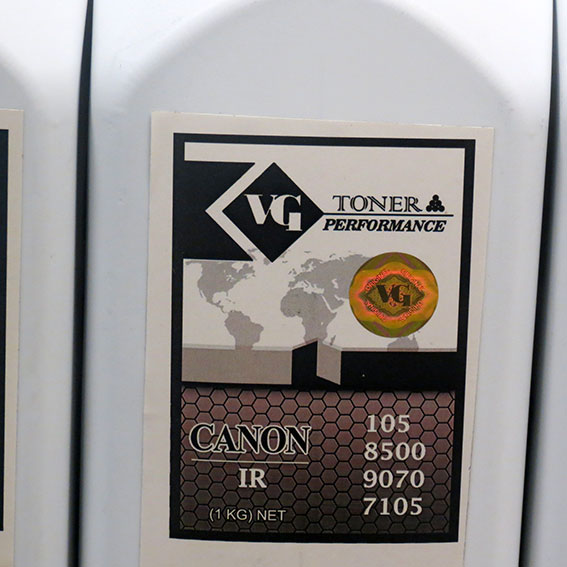 VG
TONER
PERFORMANCE
VG
CANON
IR
(1 KG) NET
105
8500
9070
7105